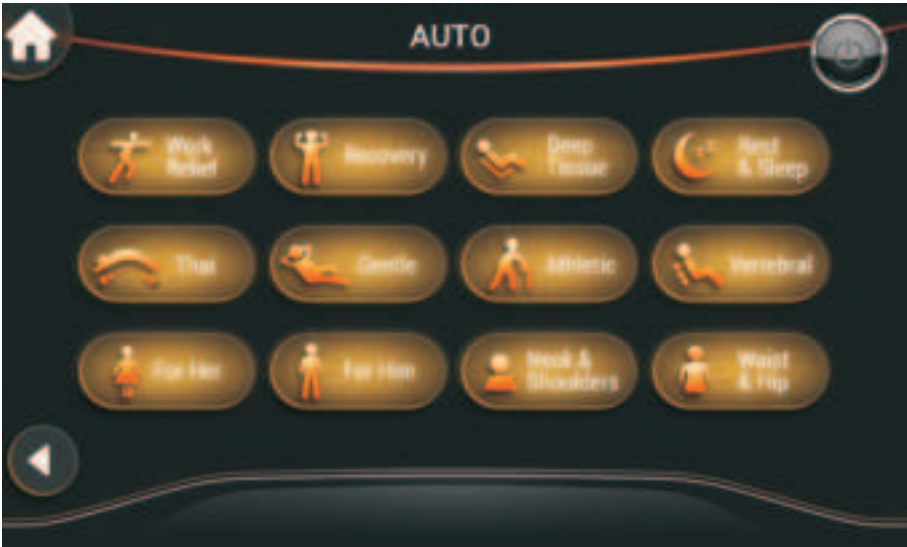 AUTO
Work
Relief
Recovery
Deep
Tissue
Rest
& Sleep
Thai
Gentle
Athletic
Vertebral
For Her
For Him
Neck &
Shoulders
Waist
& Hip